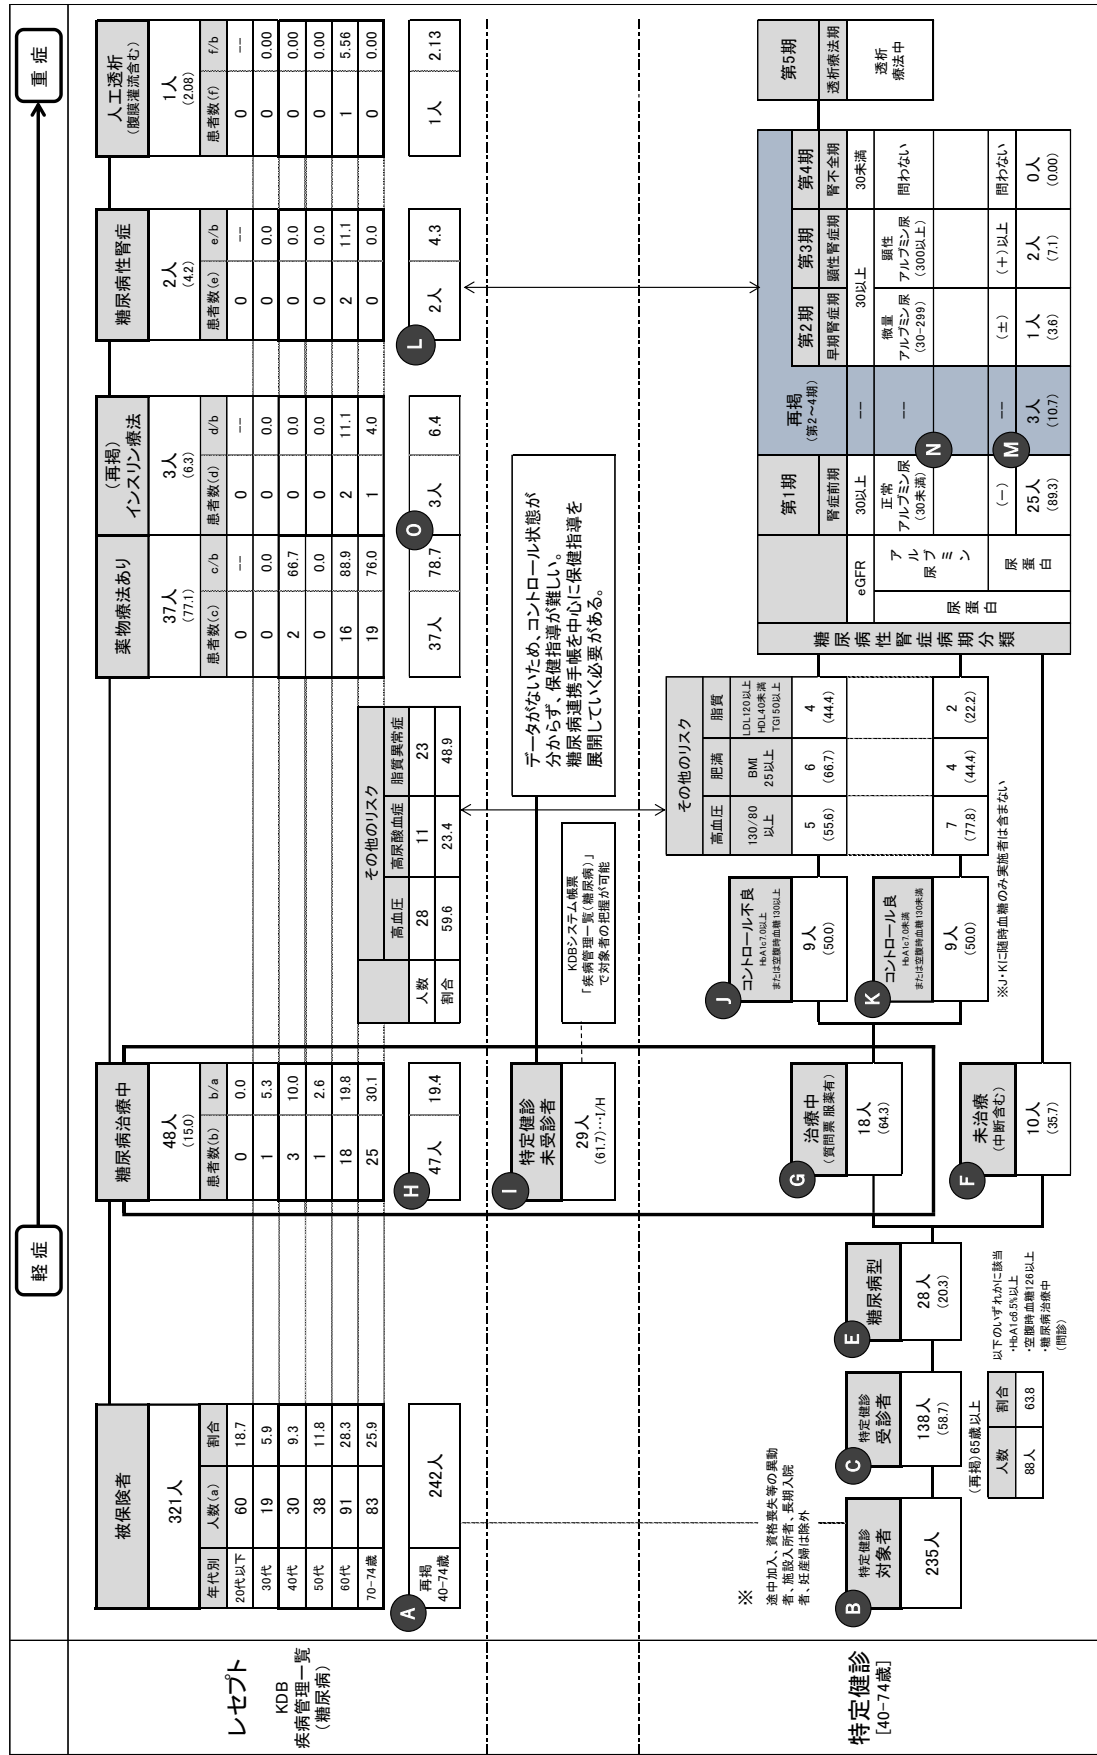 軽症
重症
レセプト
KDB
疾病管理一覧
(糖尿病)
被保険者
321人
年代別 人数(a) 割合
20代以下 60 18.7
30代 19 5.9
40代 30 9.3
50代 38 11.8
60代 91 28.3
70-74歳 83 25.9
A
再掲
40-74歳
242人
糖尿病治療中
48人
(15.0)
患者数(b) b/a
0 0.0
1 5.3
3 10.0
1 2.6
18 19.8
25 30.1
H
47人 19.4
その他のリスク
高血圧 高尿酸血症 脂質異常症
人数 28 11 23
割合 59.6 23.4 48.9
薬物療法あり
37人
(77.1)
患者数(c) c/b
0 --
0 0.0
2 66.7
0 0.0
16 88.9
19 76.0
37人 78.7
(再掲)
インスリン療法
3人
(6.3)
患者数(d) d/b
0 --
0 0.0
0 0.0
0 0.0
2 11.1
1 4.0
O
3人 6.4
糖尿病性腎症
2人
(4.2)
患者数(e) e/b
0 --
0 0.0
0 0.0
0 0.0
2 11.1
0 0.0
L
2人 4.3
人工透析
(腹膜灌流含む)
1人
(2.08)
患者数(f) f/b
0 --
0 0.00
0 0.00
0 0.00
1 5.56
0 0.00
1人 2.13
I
特定健診
未受診者
29人
(61.7)…I/H
KDBシステム帳票
「疾病管理一覧(糖尿病)」
で対象者の把握が可能
データがないため、コントロール状態が
分からず、保健指導が難しい。
糖尿病連携手帳を中心に保健指導を
展開していく必要がある。
特定健診
[40-74歳]
※
途中加入、資格喪失等の異動
者、施設入所者、長期入院
者、妊産婦は除外
B
特定健診
対象者
235人
C
特定健診
受診者
138人
(58.7)
(再掲)65歳以上
人数 割合
88人 63.8
E
糖尿病型
28人
(20.3)
以下のいずれかに該当
・HbA1c6.5%以上
・空腹時血糖126以上
・糖尿病治療中
(問診)
G
治療中
(質問票 服薬有)
18人
(64.3)
F
未治療
(中断含む)
10人
(35.7)
J
コントロール不良
HbA1c7.0以上
または空腹時血糖130以上
9人
(50.0)
K
コントロール良
HbA1c7.0未満
または空腹時血糖130未満
9人
(50.0)
※J・Kに随時血糖のみ実施者は含まない
その他のリスク
高血圧 肥満 脂質
130/80
以上
BMI
25以上
LDL120以上
HDL40未満
TG150以上
5 6 4
(55.6) (66.7) (44.4)
7 4 2
(77.8) (44.4) (22.2)
糖尿病性腎症病期分類
eGFR
尿蛋白
尿アルブミン
尿蛋白
第1期
腎症前期
30以上
正常
アルブミン尿
(30未満)
(－)
25人
(89.3)
再掲
(第2～4期)
--
--
N
--
M
3人
(10.7)
第2期 第3期 第4期
早期腎症期 顕性腎症期 腎不全期
30以上 30未満
微量
アルブミン尿
(30-299)
顕性
アルブミン尿
(300以上)
問わない
(±) (＋)以上 問わない
1人 2人 0人
(3.6) (7.1) (0.00)
第5期
透析療法期
透析
療法中